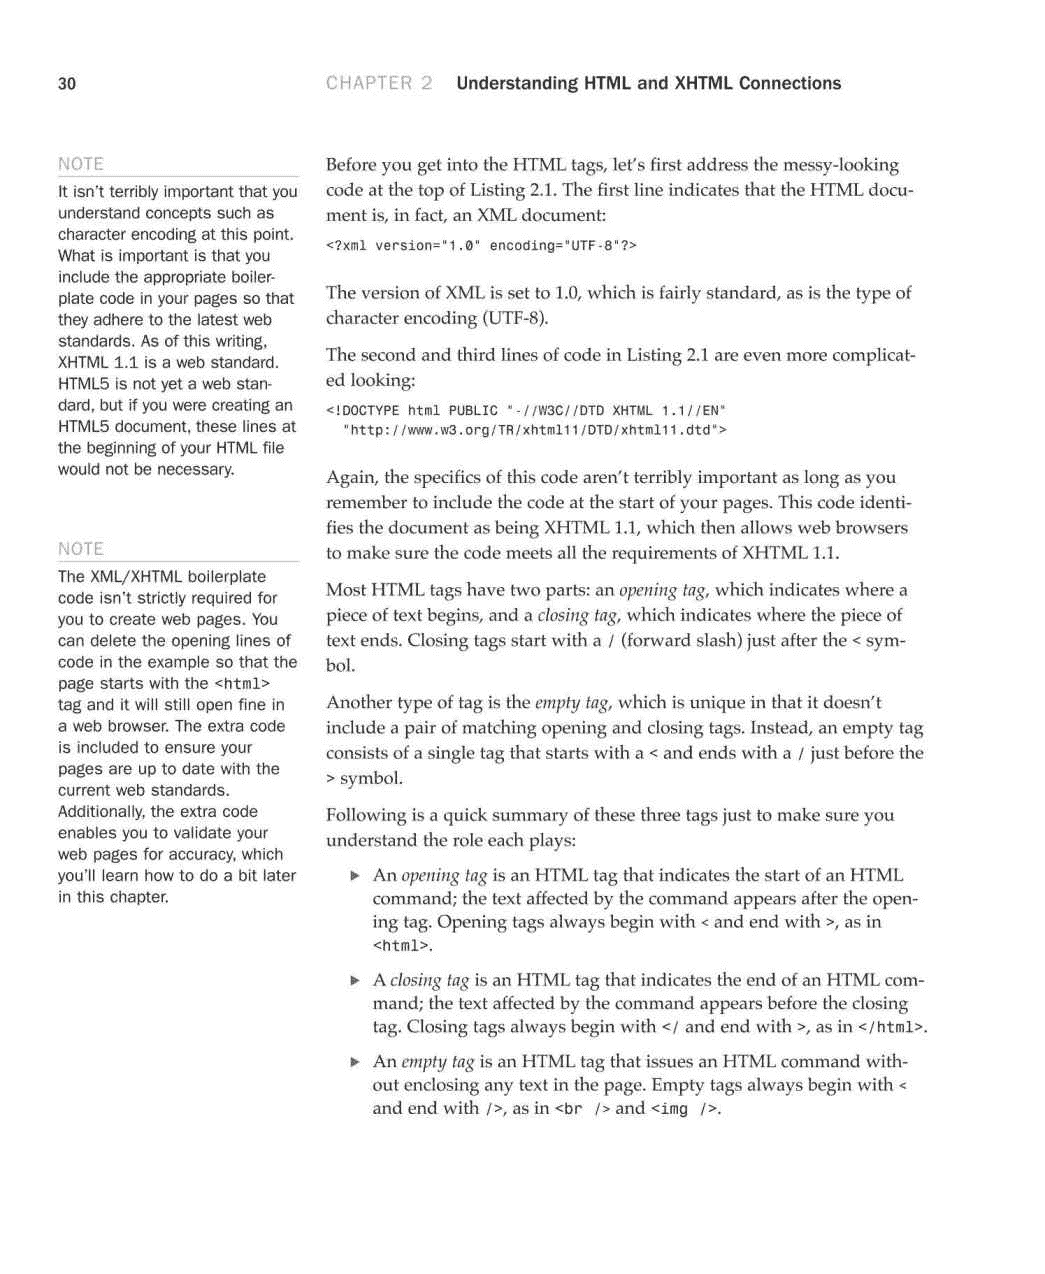 30
CHAPTER 2 Understanding HTML and XHTML Connections
NOTE
It isn’t terribly important that you
understand concepts such as
character encoding at this point.
What is important is that you
include the appropriate boiler-
plate code in your pages so that
they adhere to the latest web
standards. As of this writing,
XHTML 1.1 is a web standard.
HTML5 is not yet a web stan-
dard, but if you were creating an
HTML5 document, these lines at
the beginning of your HTML file
would not be necessary.
NOTE
The XML/XHTML boilerplate
code isn’t strictly required for
you to create web pages. You
can delete the opening lines of
code in the example so that the
page starts with the <html>
tag and it will still open fine in
a web browser. The extra code
is included to ensure your
pages are up to date with the
current web standards.
Additionally, the extra code
enables you to validate your
web pages for accuracy, which
you’ll learn how to do a bit later
in this chapter.
Before you get into the HTML tags, let’s first address the messy-looking
code at the top of Listing 2.1. The first line indicates that the HTML docu-
ment is, in fact, an XML document:
<?xml version="1.0" encoding="UTF-8"?>
The version of XML is set to 1.0, which is fairly standard, as is the type of
character encoding (UTF-8).
The second and third lines of code in Listing 2.1 are even more complicat-
ed looking:
<!DOCTYPE html PUBLIC "-//W3C//DTD XHTML 1.1//EN"
"http://www.w3.org/TR/xhtml11/DTD/xhtml11.dtd">
Again, the specifics of this code aren’t terribly important as long as you
remember to include the code at the start of your pages. This code identi-
fies the document as being XHTML 1.1, which then allows web browsers
to make sure the code meets all the requirements of XHTML 1.1.
Most HTML tags have two parts: an opening tag, which indicates where a
piece of text begins, and a closing tag, which indicates where the piece of
text ends. Closing tags start with a / (forward slash) just after the < sym-
bol.
Another type of tag is the empty tag, which is unique in that it doesn’t
include a pair of matching opening and closing tags. Instead, an empty tag
consists of a single tag that starts with a < and ends with a / just before the
> symbol.
Following is a quick summary of these three tags just to make sure you
understand the role each plays:
▶ An opening tag is an HTML tag that indicates the start of an HTML
command; the text affected by the command appears after the open-
ing tag. Opening tags always begin with < and end with >, as in
<html>.
▶ A closing tag is an HTML tag that indicates the end of an HTML com-
mand; the text affected by the command appears before the closing
tag. Closing tags always begin with </ and end with >, as in </html>.
▶ An empty tag is an HTML tag that issues an HTML command with-
out enclosing any text in the page. Empty tags always begin with <
and end with />, as in <br /> and <img />.